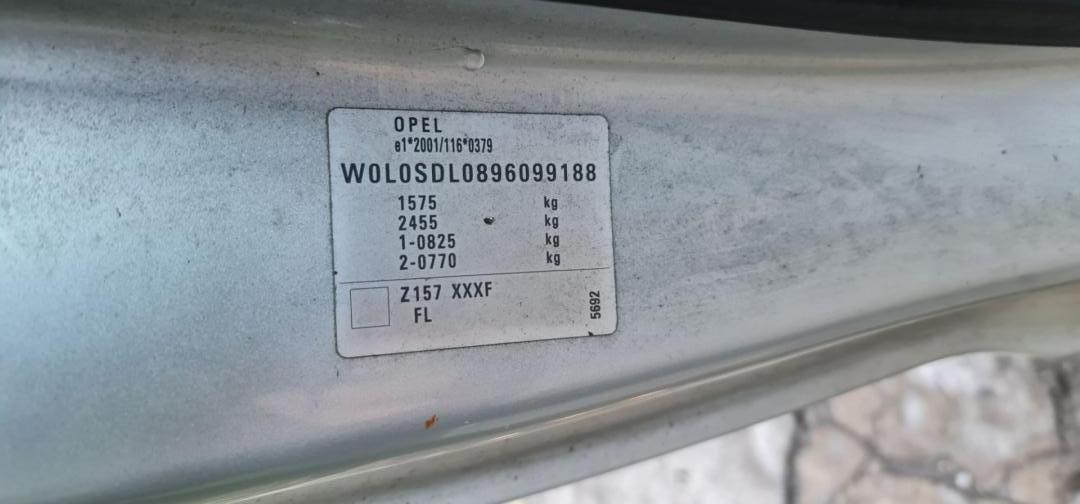 OPEL
e1*2001/116*0379
W0L0SDL0896099188
1575 kg
2455 kg
1-0825 kg
2-0770 kg
Z157 XXXF
FL
5692